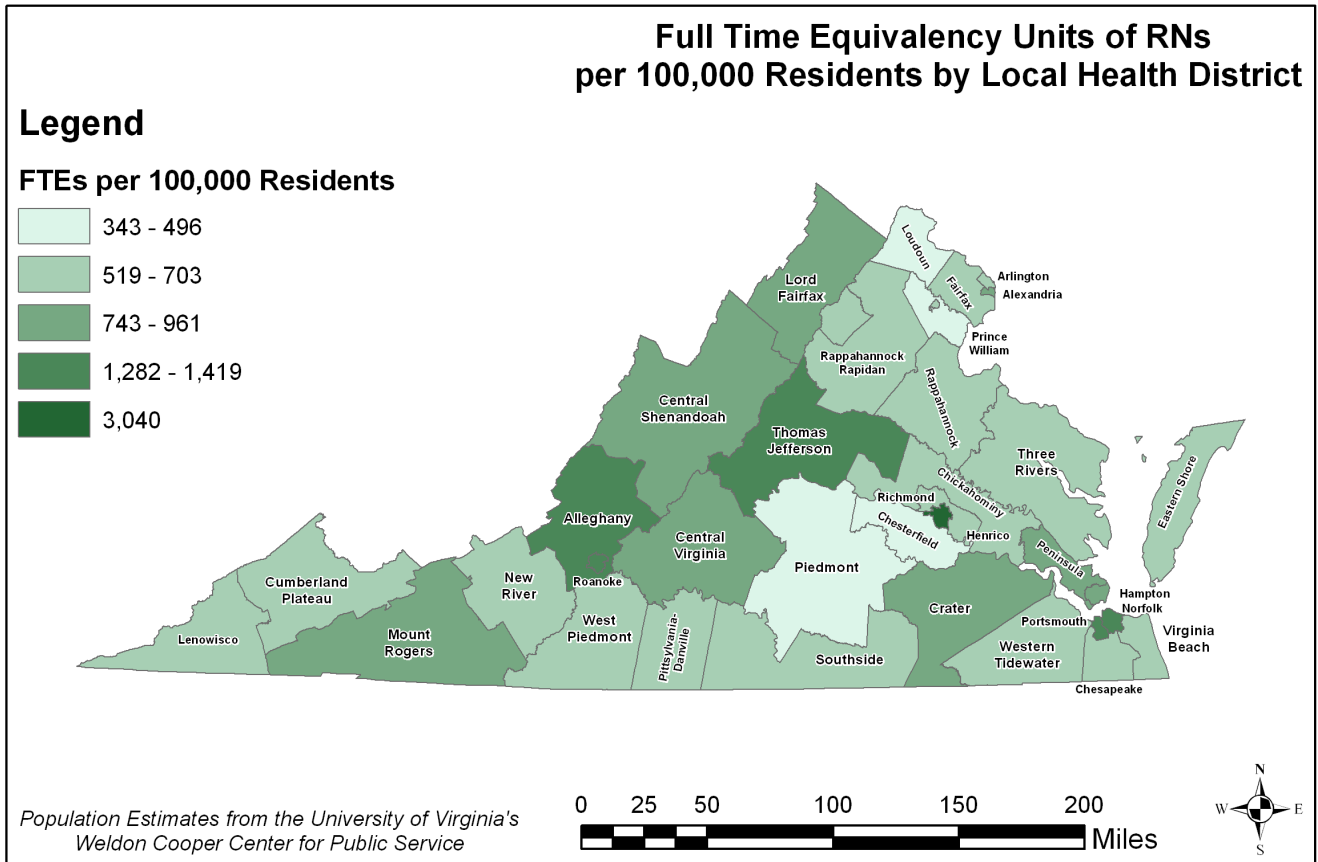 Full Time Equivalency Units of RNs
per 100,000 Residents by Local Health District
Legend
FTEs per 100,000 Residents
343 - 496
519 - 703
743 - 961
1,282 - 1,419
3,040
Loudoun
Lord
Fairfax
Fairfax
Arlington
Alexandria
Prince
William
Rappahannock
Rapidan
Rappahannock
Central
Shenandoah
Thomas
Jefferson
Three
Rivers
Eastern Shore
Chickahominy
Richmond
Chesterfield
Henrico
Alleghany
Central
Virginia
Piedmont
Peninsula
Roanoke
New
River
Cumberland
Plateau
Hampton
Norfolk
Crater
Portsmouth
Virginia
Beach
West
Piedmont
Pittsylvania-
Danville
Lenowisco
Mount
Rogers
Southside
Western
Tidewater
Chesapeake
Population Estimates from the University of Virginia's
Weldon Cooper Center for Public Service
0 25 50 100 150 200
Miles
N
W E
S